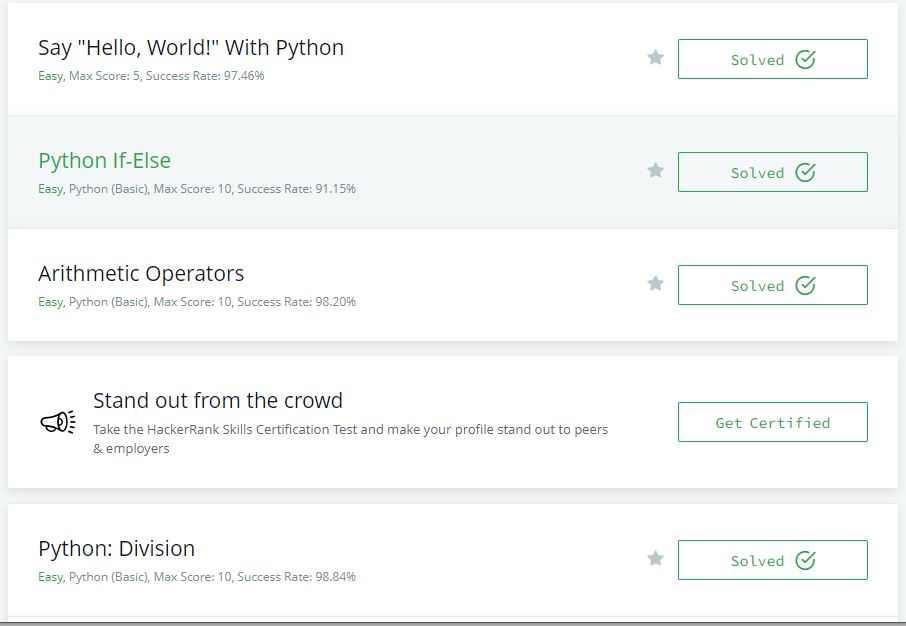 Say "Hello, World!" With Python
Easy, Max Score: 5, Success Rate: 97.46%
Solved
Python If-Else
Easy, Python (Basic), Max Score: 10, Success Rate: 91.15%
Solved
Arithmetic Operators
Easy, Python (Basic), Max Score: 10, Success Rate: 98.20%
Solved
Stand out from the crowd
Take the HackerRank Skills Certification Test and make your profile stand out to peers
& employers
Get Certified
Python: Division
Easy, Python (Basic), Max Score: 10, Success Rate: 98.84%
Solved